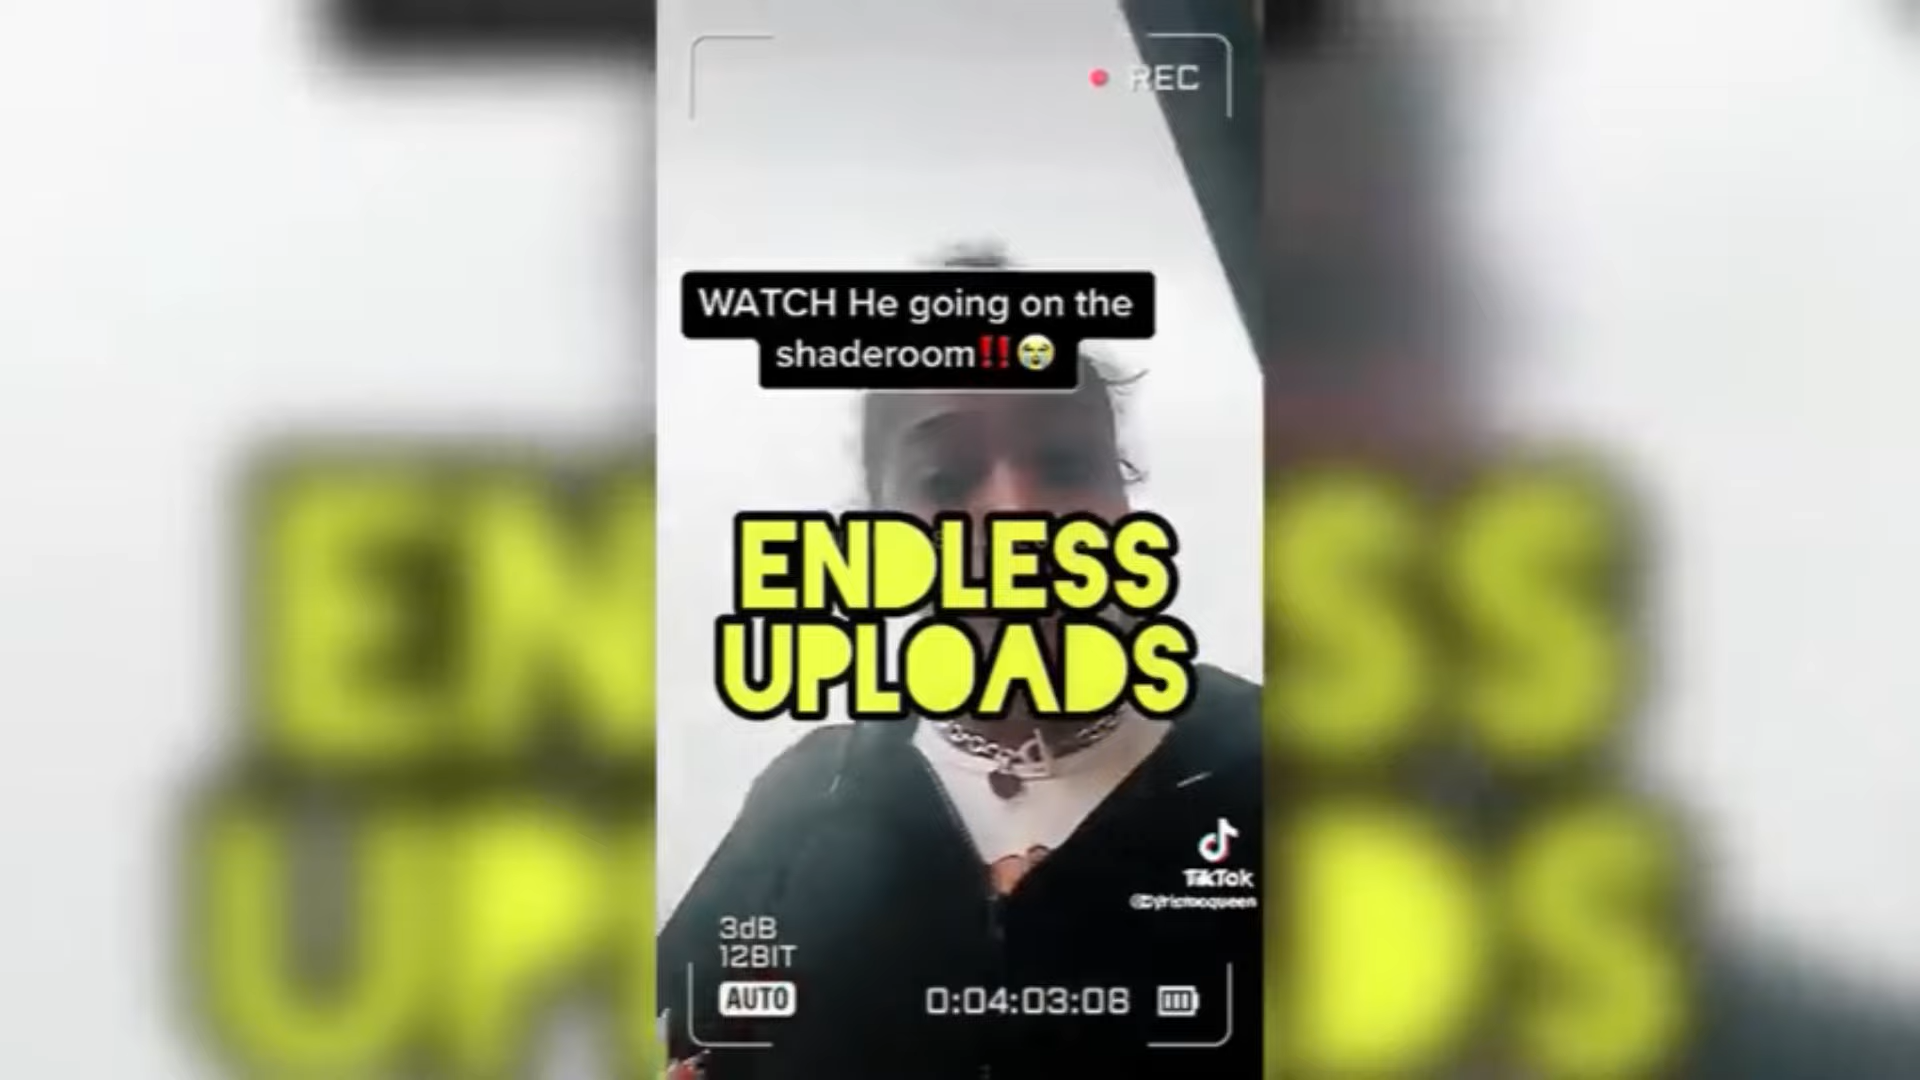 REC
WATCH He going on the
shaderoom‼️😭
ENDLESS
UPLOADS
TikTok
3dB
12BIT
AUTO
0:04:03:08